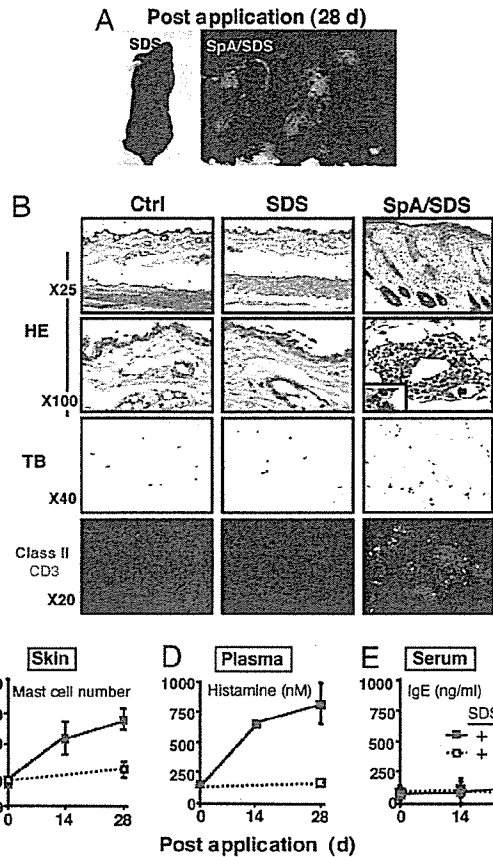 Post application (28 d)
A
SDS
SpA/SDS
B
Ctrl
SDS
SpA/SDS
X25
HE
X100
TB
X40
Class II
CD3
X20
Skin
D
Plasma
E
Serum
Mast cell number
Histamine (nM)
IgE (ng/ml)
SDS
+
+
1000
750
500
250
0
1000
750
500
250
0
0
14
28
0
14
28
0
14
Post application (d)